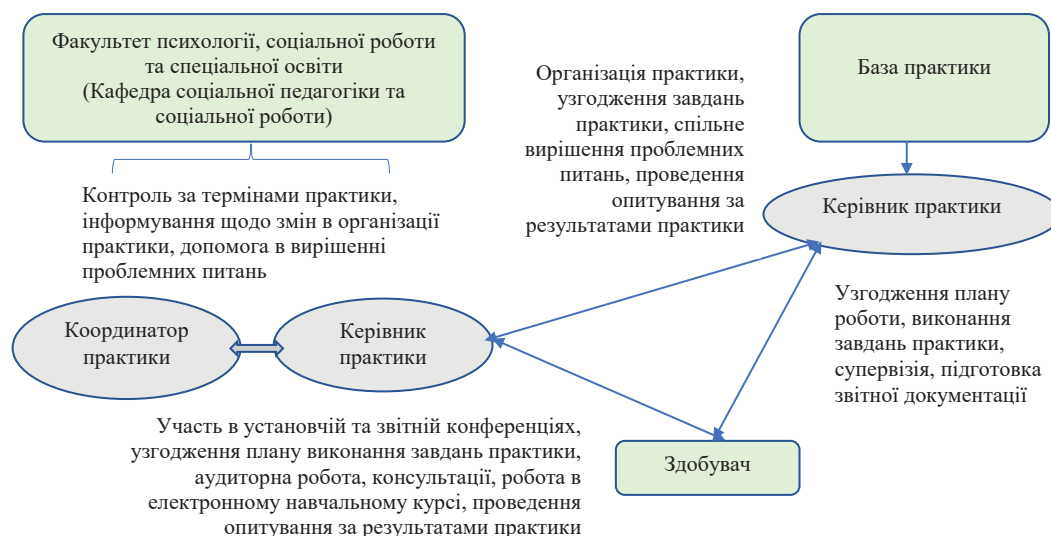 Факультет психології, соціальної роботи
та спеціальної освіти
(Кафедра соціальної педагогіки та
соціальної роботи)
Організація практики,
узгодження завдань
практики, спільне
вирішення проблемних
питань, проведення
опитування за
результатами практики
База практики
Контроль за термінами практики,
інформування щодо змін в організації
практики, допомога в вирішенні
проблемних питань
Керівник практики
Координатор
практики
Керівник
практики
Узгодження плану
роботи, виконання
завдань практики,
супервізія, підготовка
звітної документації
Участь в установчій та звітній конференціях,
узгодження плану виконання завдань практики,
аудиторна робота, консультації, робота в
електронному навчальному курсі, проведення
опитування за результатами практики
Здобувач